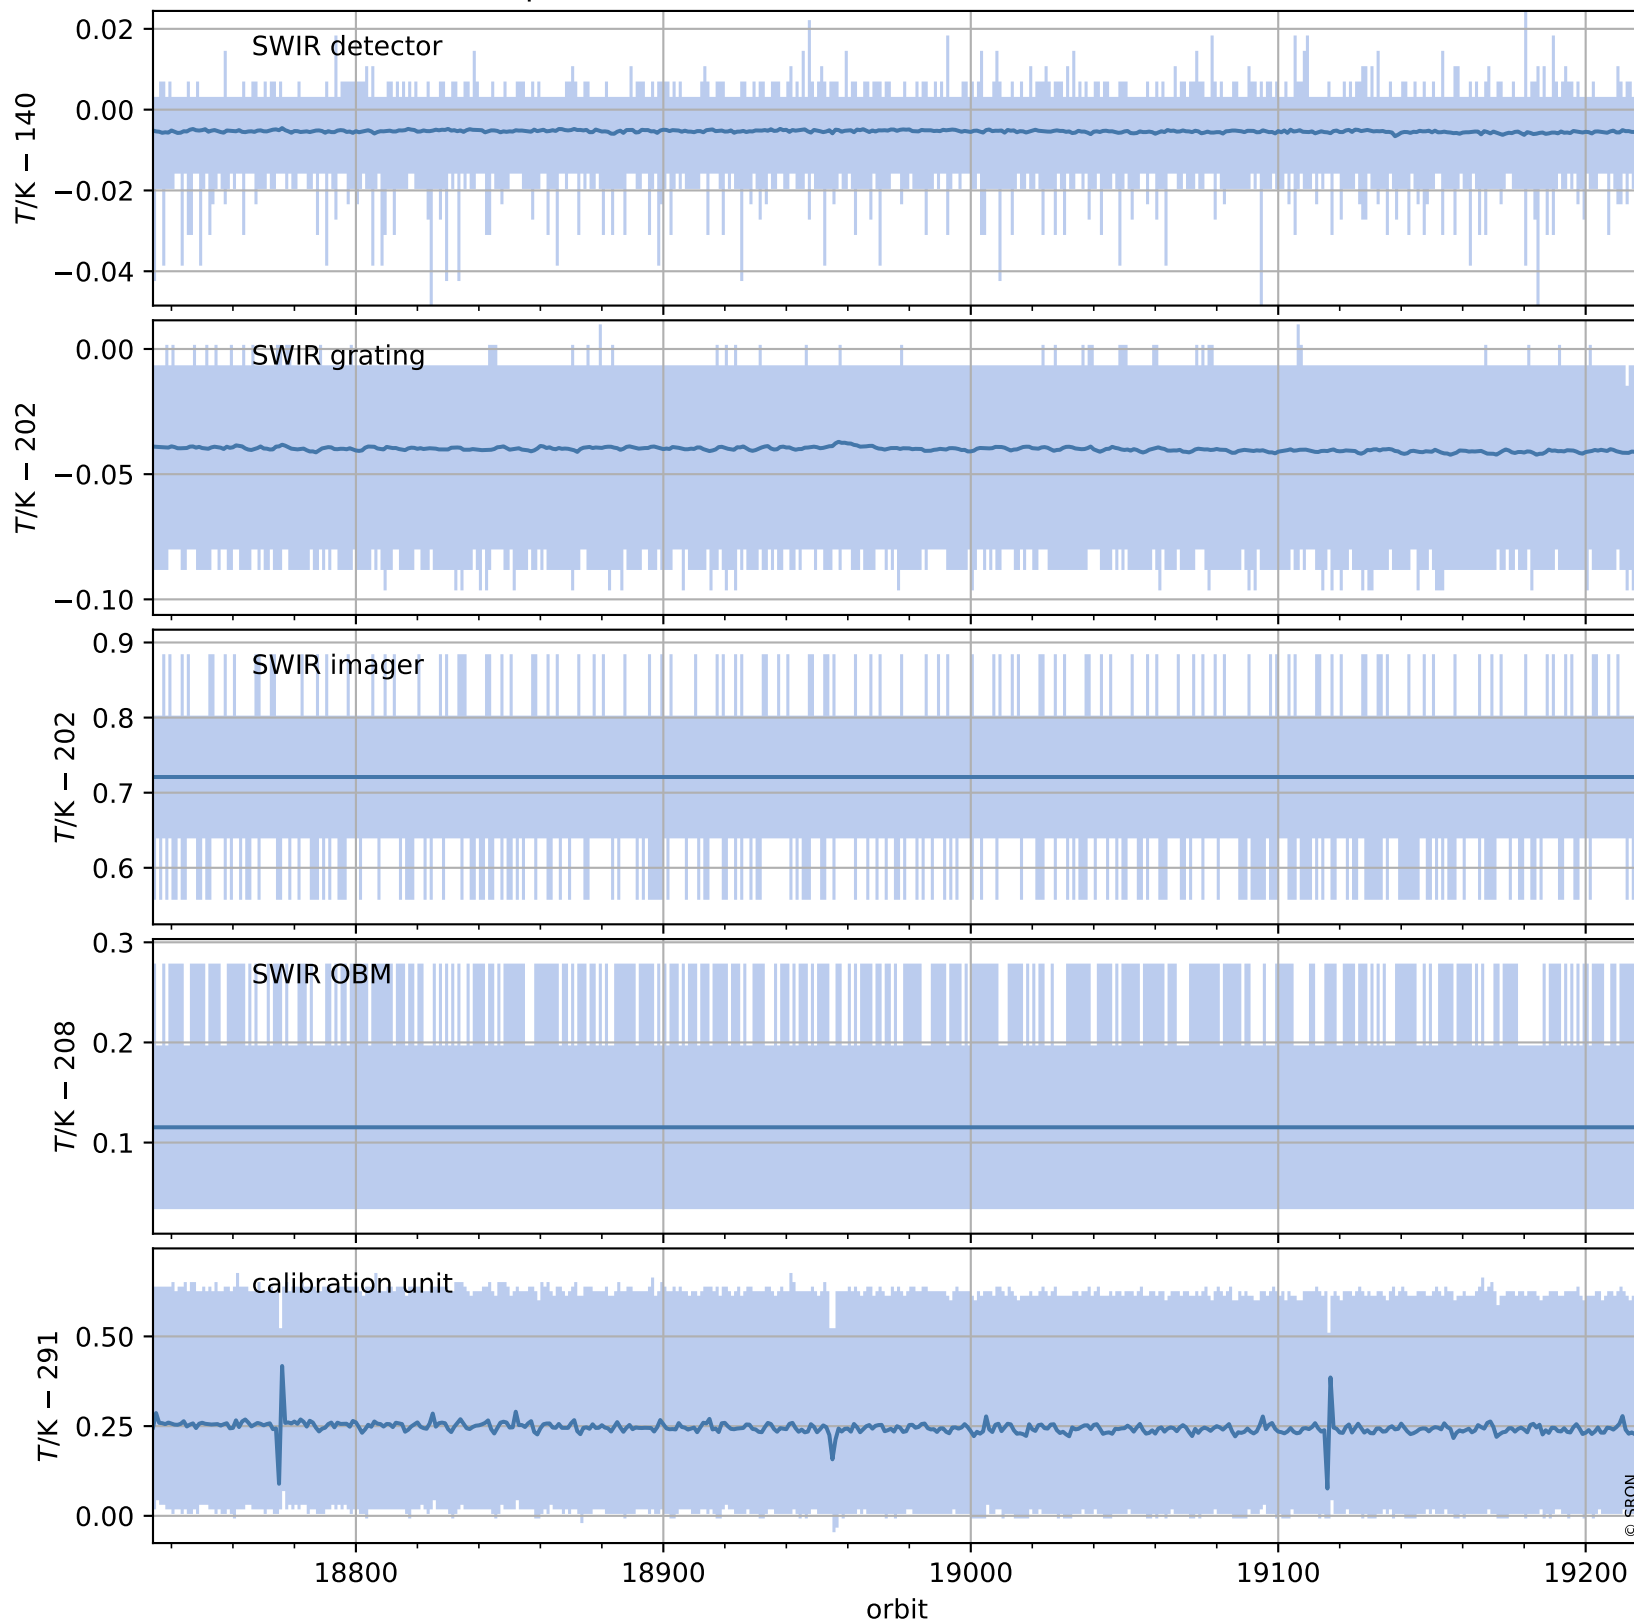 0.02
SWIR detector
0.00
−0.02
−0.04
T/K − 140
0.00
SWIR grating
−0.05
−0.10
T/K − 202
0.9
SWIR imager
0.8
0.7
0.6
T/K − 202
0.3
SWIR OBM
0.2
0.1
T/K − 208
calibration unit
0.50
0.25
0.00
T/K − 291
© SRON
18800
18900
19000
19100
19200
orbit